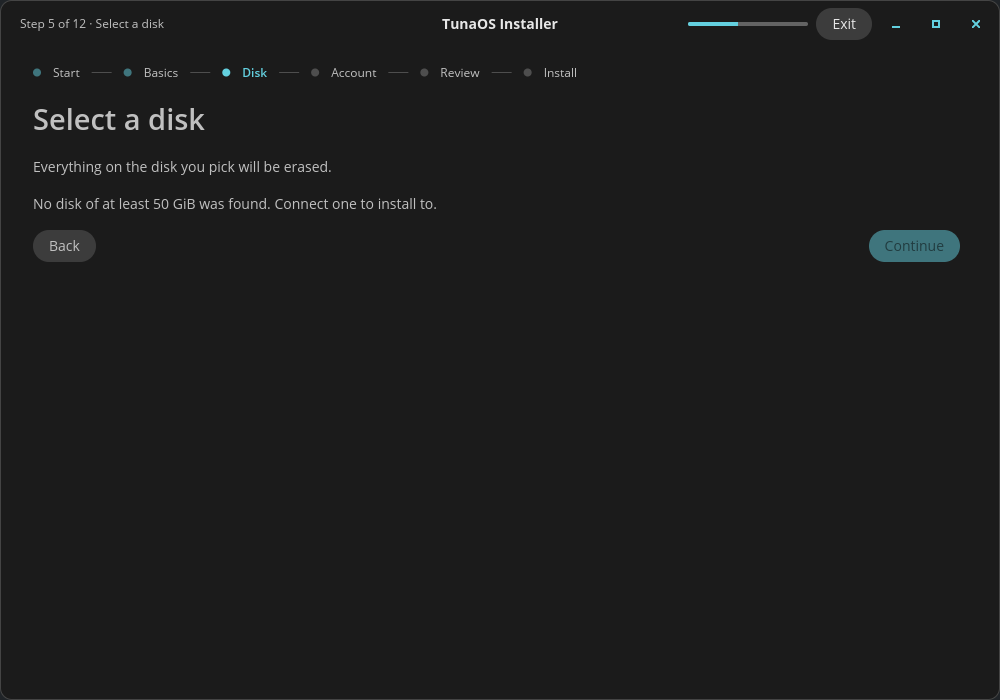 Step 5 of 12 · Select a disk
TunaOS Installer
Exit
Start
Basics
Disk
Account
Review
Install
Select a disk
Everything on the disk you pick will be erased.
No disk of at least 50 GiB was found. Connect one to install to.
Back
Continue